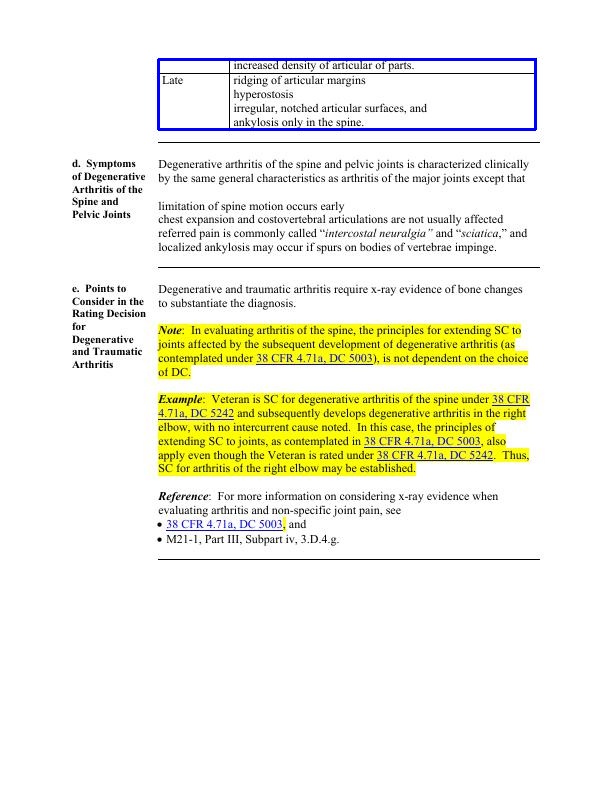 increased density of articular of parts.
Late
ridging of articular margins
hyperostosis
irregular, notched articular surfaces, and
ankylosis only in the spine.
d. Symptoms
of Degenerative
Arthritis of the
Spine and
Pelvic Joints
Degenerative arthritis of the spine and pelvic joints is characterized clinically
by the same general characteristics as arthritis of the major joints except that
limitation of spine motion occurs early
chest expansion and costovertebral articulations are not usually affected
referred pain is commonly called “intercostal neuralgia” and “sciatica,” and
localized ankylosis may occur if spurs on bodies of vertebrae impinge.
e. Points to
Consider in the
Rating Decision
for
Degenerative
and Traumatic
Arthritis
Degenerative and traumatic arthritis require x-ray evidence of bone changes
to substantiate the diagnosis.
Note: In evaluating arthritis of the spine, the principles for extending SC to
joints affected by the subsequent development of degenerative arthritis (as
contemplated under 38 CFR 4.71a, DC 5003), is not dependent on the choice
of DC.
Example: Veteran is SC for degenerative arthritis of the spine under 38 CFR
4.71a, DC 5242 and subsequently develops degenerative arthritis in the right
elbow, with no intercurrent cause noted. In this case, the principles of
extending SC to joints, as contemplated in 38 CFR 4.71a, DC 5003, also
apply even though the Veteran is rated under 38 CFR 4.71a, DC 5242. Thus,
SC for arthritis of the right elbow may be established.
Reference: For more information on considering x-ray evidence when
evaluating arthritis and non-specific joint pain, see
• 38 CFR 4.71a, DC 5003, and
• M21-1, Part III, Subpart iv, 3.D.4.g.